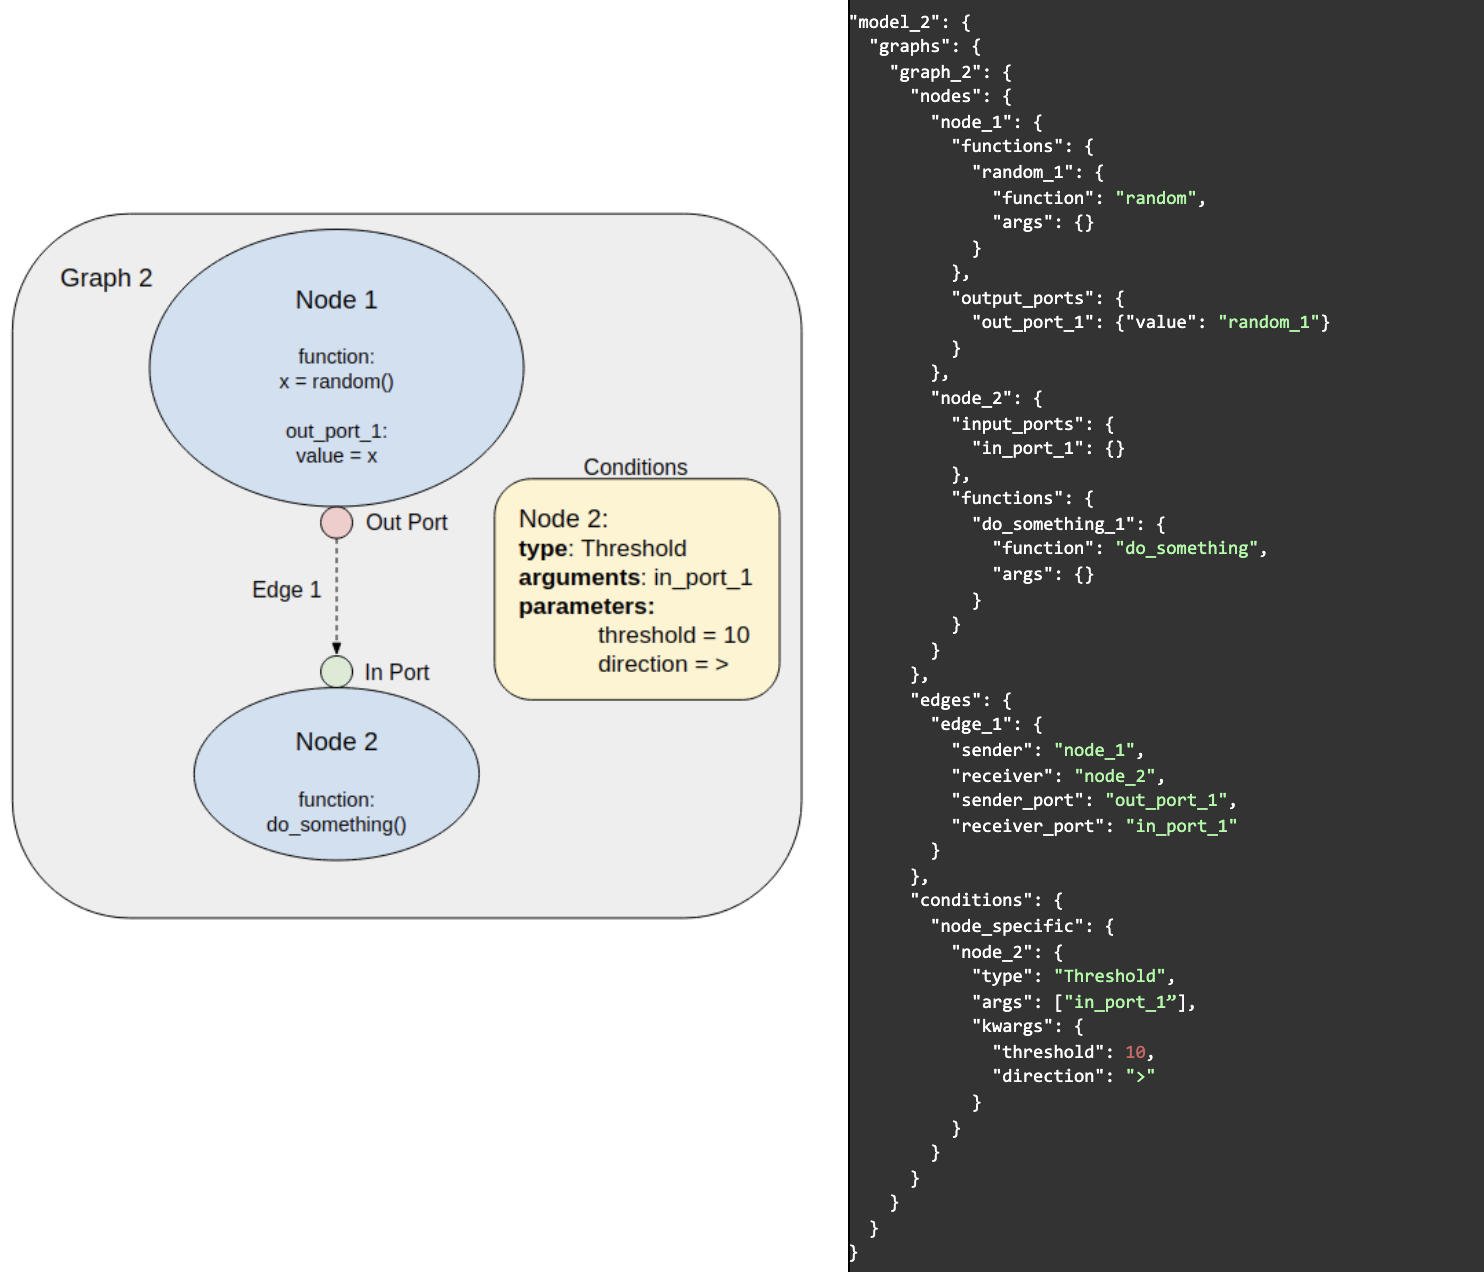 Graph 2
Node 1
function:
x = random()
out_port_1:
value = x
Out Port
Edge 1
In Port
Node 2
function:
do_something()
Conditions
Node 2:
type: Threshold
arguments: in_port_1
parameters:
threshold = 10
direction = >
"model_2": {
"graphs": {
"graph_2": {
"nodes": {
"node_1": {
"functions": {
"random_1": {
"function": "random",
"args": {}
}
},
"output_ports": {
"out_port_1": {"value": "random_1"}
}
},
"node_2": {
"input_ports": {
"in_port_1": {}
},
"functions": {
"do_something_1": {
"function": "do_something",
"args": {}
}
}
}
},
"edges": {
"edge_1": {
"sender": "node_1",
"receiver": "node_2",
"sender_port": "out_port_1",
"receiver_port": "in_port_1"
}
},
"conditions": {
"node_specific": {
"node_2": {
"type": "Threshold",
"args": ["in_port_1”],
"kwargs": {
"threshold": 10,
"direction": ">"
}
}
}
}
}
}
}